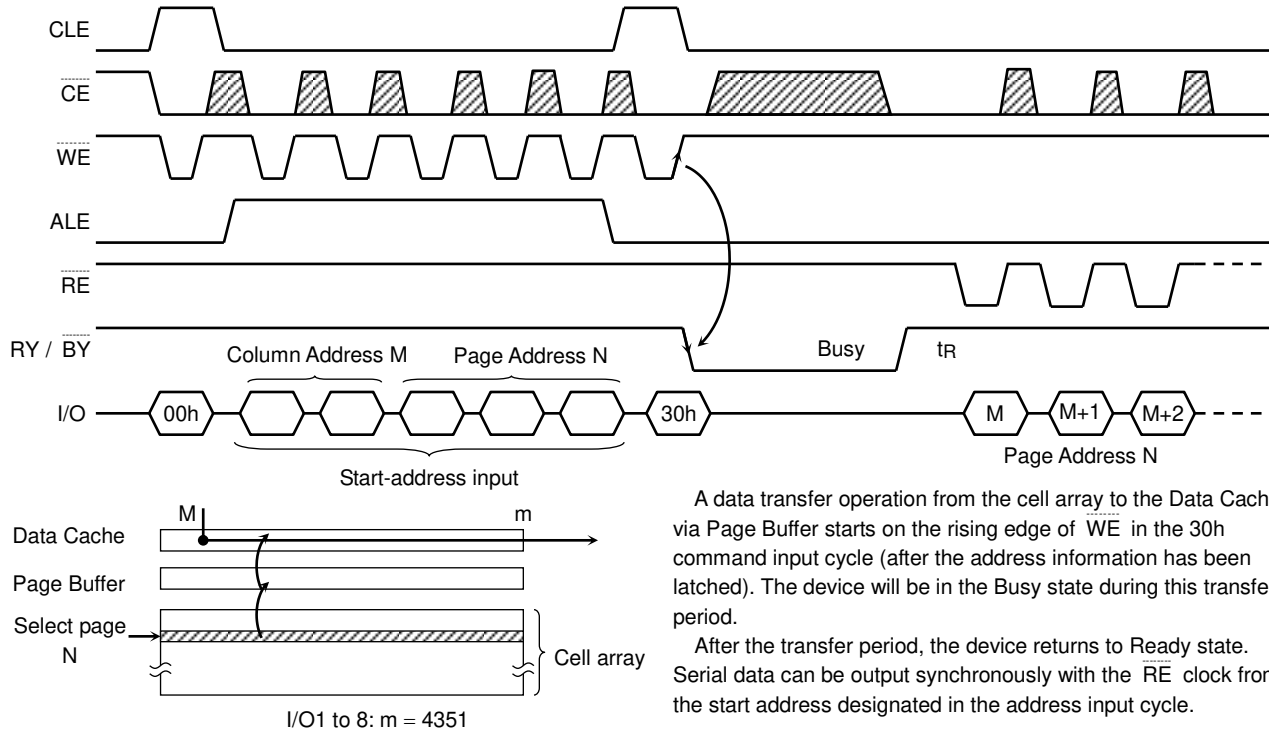 CLE
CE
WE
ALE
RE
RY / BY
Busy
tR
Column Address M
Page Address N
I/O
00h
30h
M
M+1
M+2
Start-address input
Page Address N
M
m
Data Cache
Page Buffer
Select page
N
Cell array
I/O1 to 8: m = 4351
A data transfer operation from the cell array to the Data Cach
via Page Buffer starts on the rising edge of WE in the 30h
command input cycle (after the address information has been
latched). The device will be in the Busy state during this transfe
period.
After the transfer period, the device returns to Ready state.
Serial data can be output synchronously with the RE clock from
the start address designated in the address input cycle.